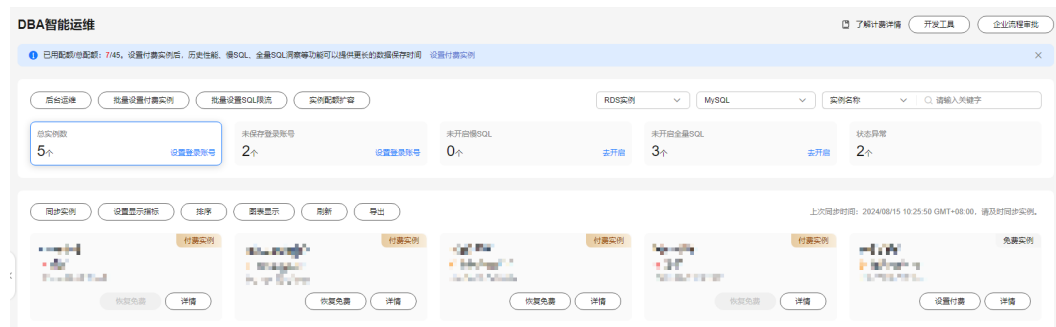 DBA智能运维
了解计费详情 开发工具 企业流程审批
已用配额/总配额：7/45，设置付费实例后，历史性能、慢SQL、全量SQL洞察等功能可以提供更长的数据保存时间 设置付费实例
后台运维 批量设置付费实例 批量设置SQL限流 实例配额扩容 RDS实例 MySQL 实例名称 请输入关键字
总实例数 未保存登录账号 未开启慢SQL 未开启全量SQL 状态异常
5个 设置登录账号 2个 设置登录账号 0个 去开启 3个 去开启 2个
同步实例 设置显示指标 排序 图表显示 刷新 导出 上次同步时间：2024/08/15 10:25:50 GMT+08:00，请及时同步实例。
付费实例 付费实例 付费实例 付费实例 免费实例
恢复免费 详情 恢复免费 详情 恢复免费 详情 恢复免费 详情 设置付费 详情